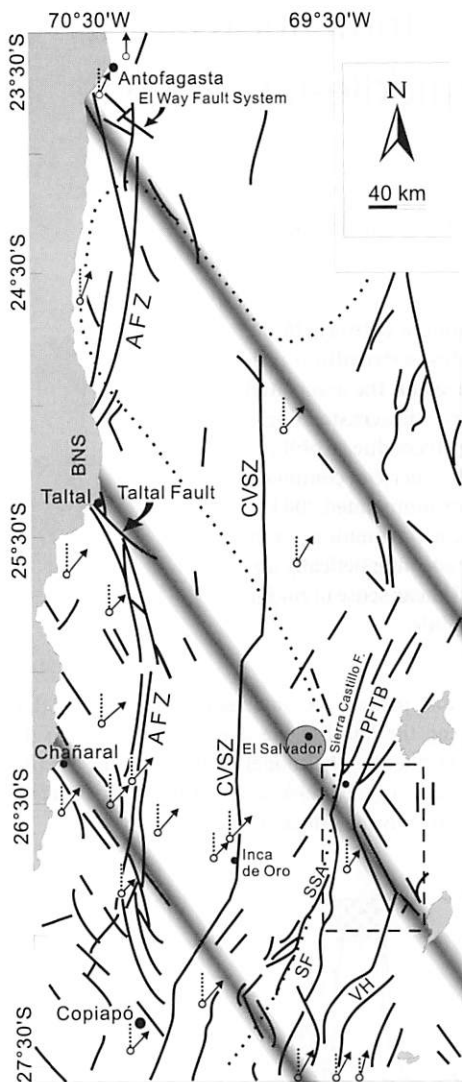 70°30'W
69°30'W
23°30'S
Antofagasta
El Way Fault System
N
40 km
24°30'S
AFZ
BNS
CVSZ
Taltal
Taltal Fault
25°30'S
Sierra Castillo F.
PFTB
AFZ
El Salvador
CVSZ
Chañaral
26°30'S
Inca
de Oro
SSA
SF
VH
Copiapó
27°30'S